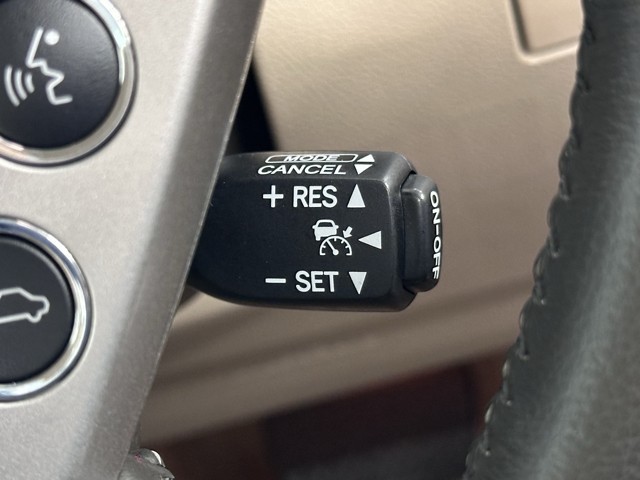 MODE
CANCEL
+ RES
- SET
ON-OFF